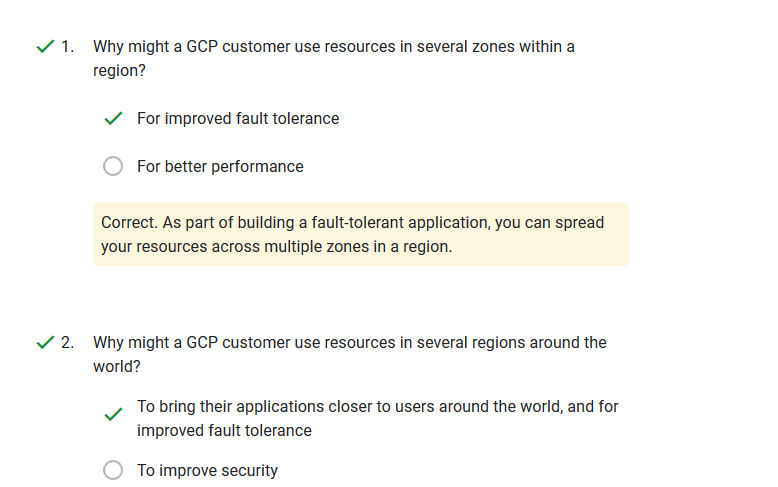 1. Why might a GCP customer use resources in several zones within a
region?
For improved fault tolerance
For better performance
Correct. As part of building a fault-tolerant application, you can spread
your resources across multiple zones in a region.
2. Why might a GCP customer use resources in several regions around the
world?
To bring their applications closer to users around the world, and for
improved fault tolerance
To improve security